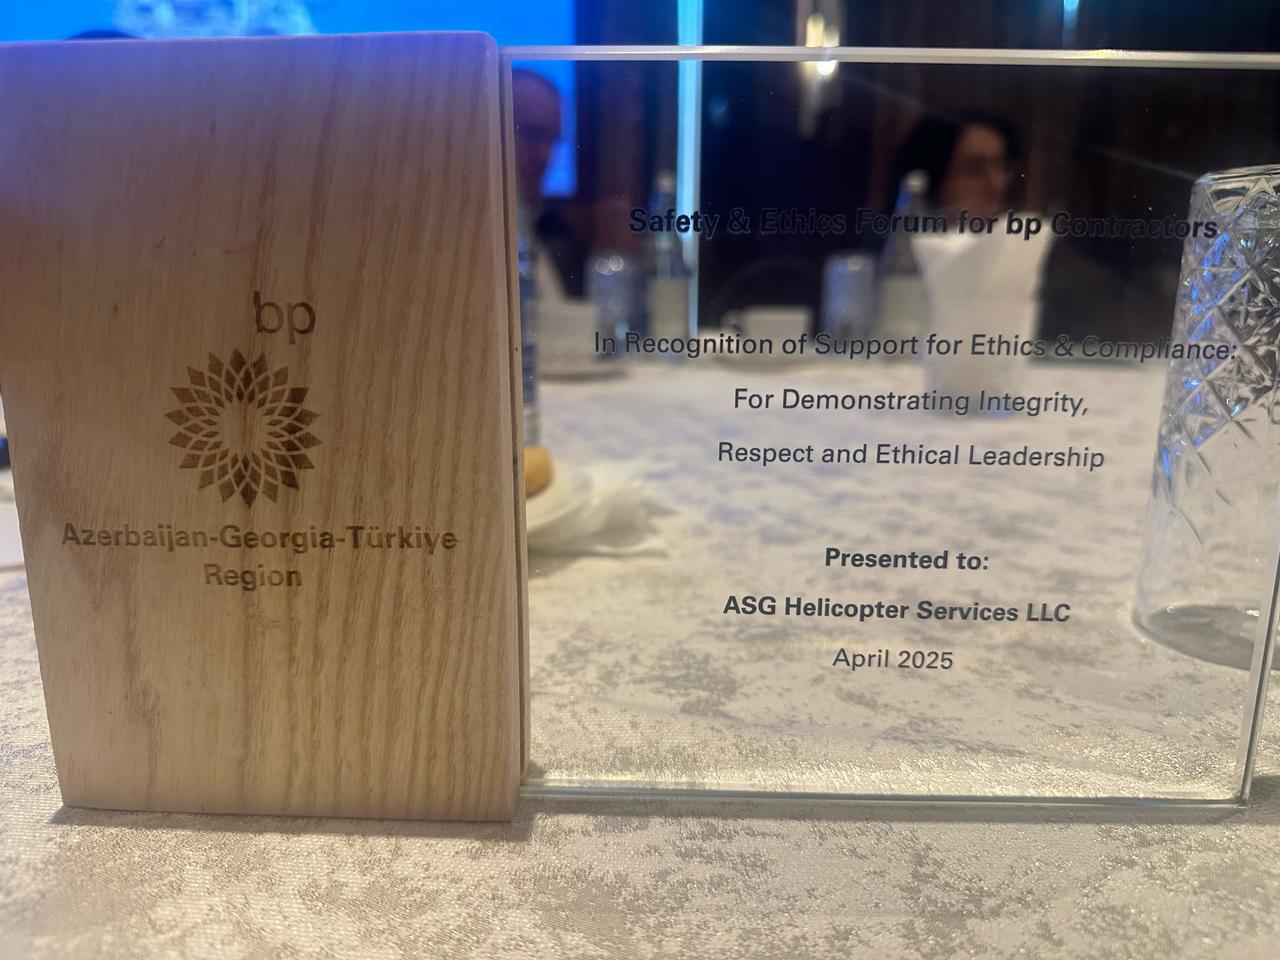 bp
Azerbaijan-Georgia-Türkiye
Region
Safety & Ethics Forum for bp Contractors
In Recognition of Support for Ethics & Compliance:
For Demonstrating Integrity,
Respect and Ethical Leadership
Presented to:
ASG Helicopter Services LLC
April 2025